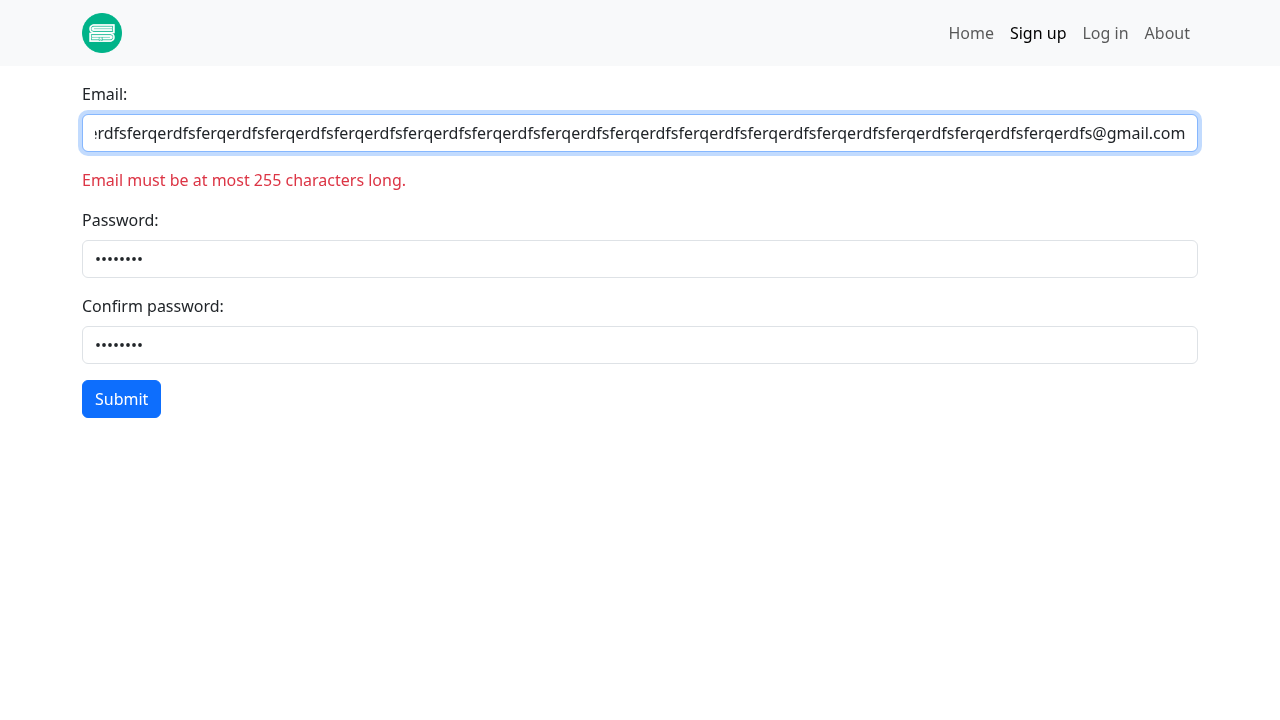 Home Sign up Log in About
Email:
erdfsferqerdfsferqerdfsferqerdfsferqerdfsferqerdfsferqerdfsferqerdfsferqerdfsferqerdfsferqerdfsferqerdfsferqerdfsferqerdfsferqerdfs@gmail.com
Email must be at most 255 characters long.
Password:
••••••••
Confirm password:
••••••••
Submit